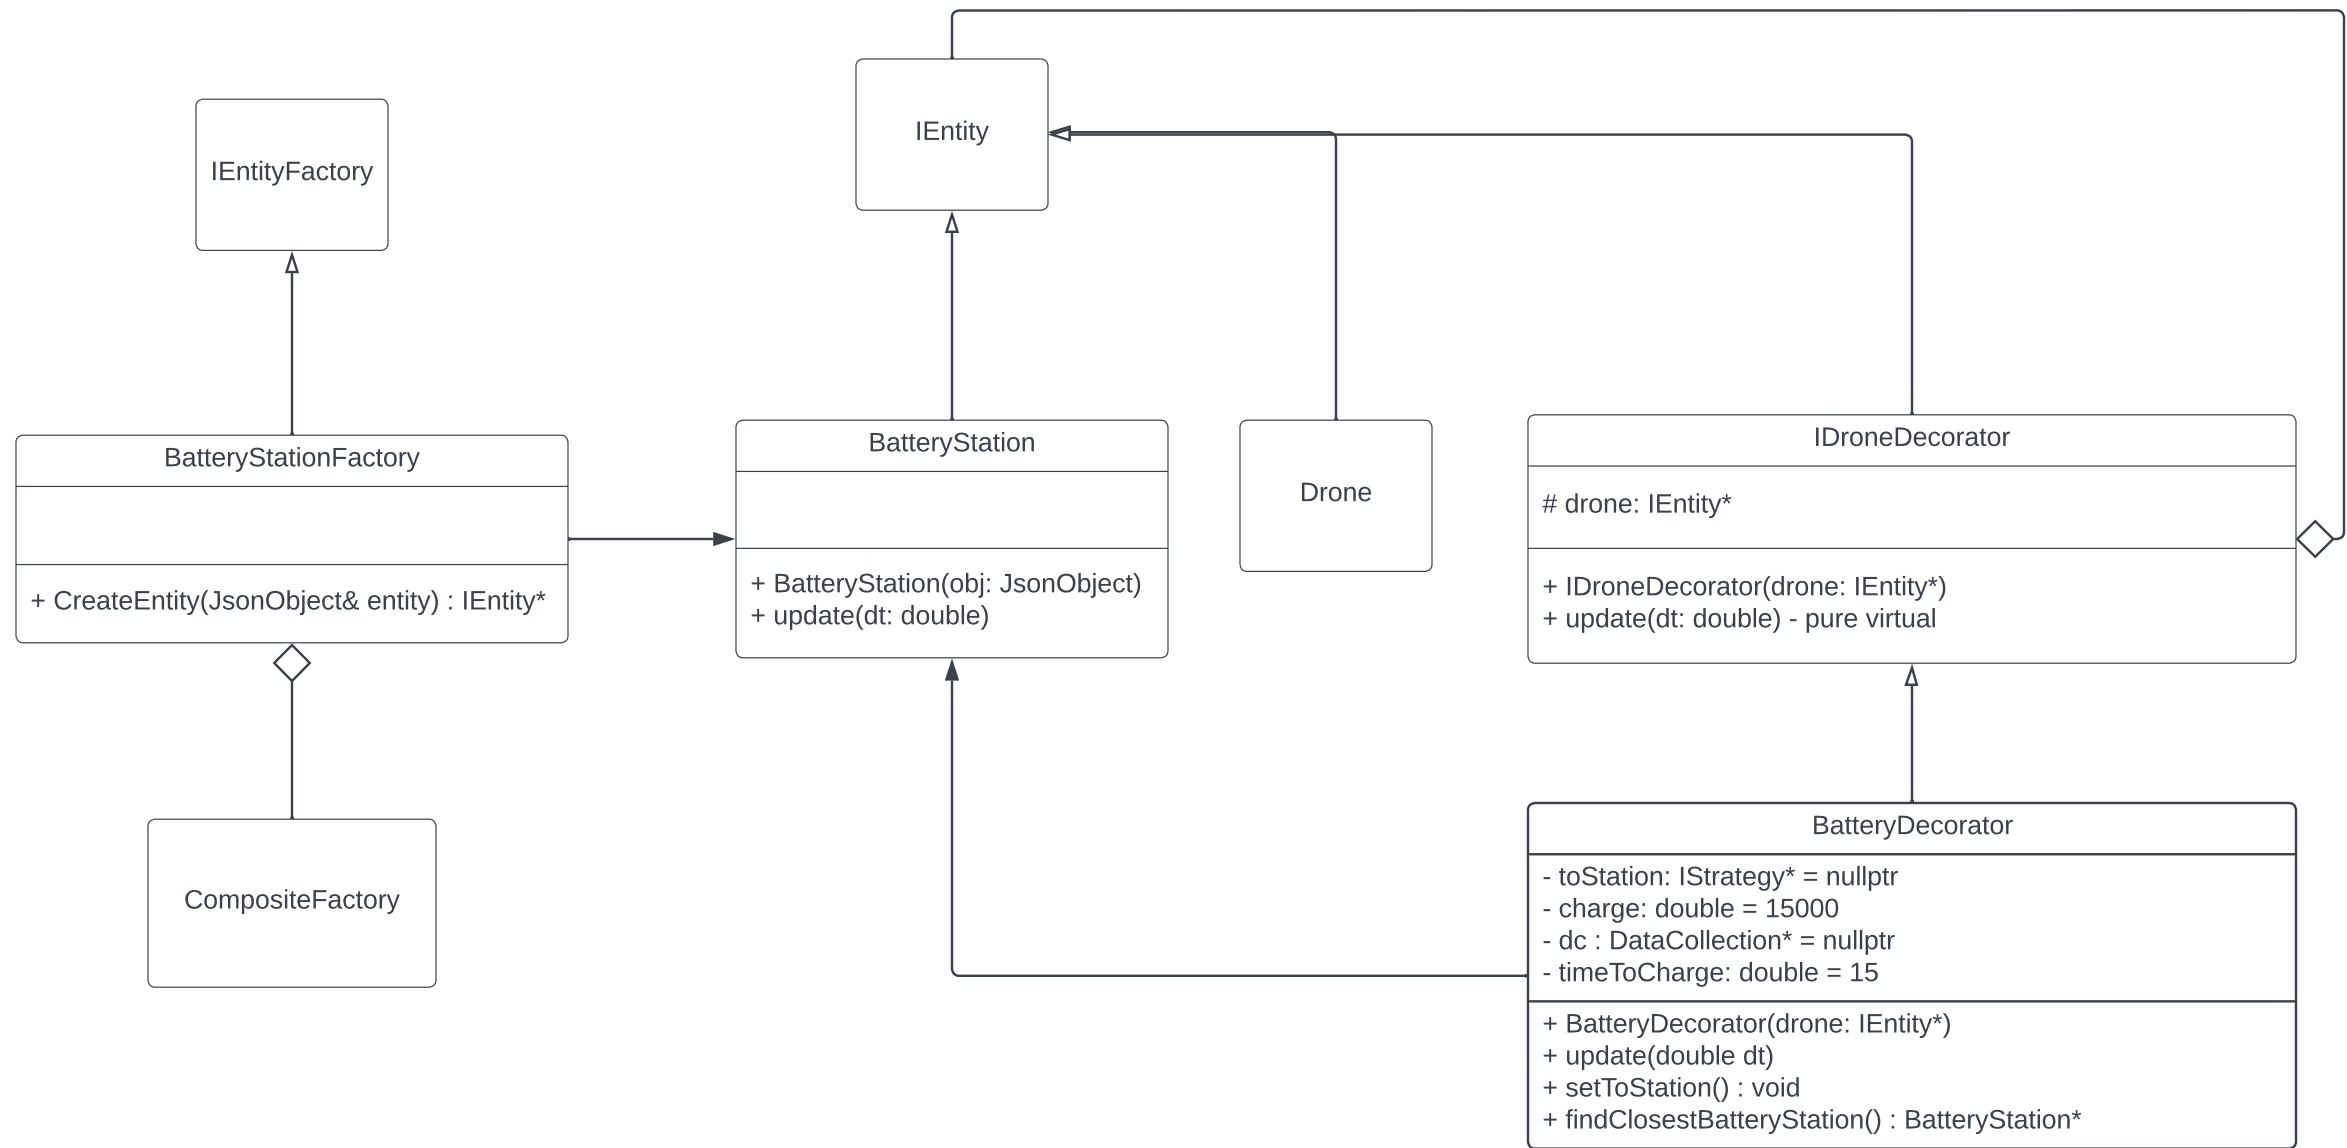 IEntity
IEntityFactory
BatteryStationFactory
+ CreateEntity(JsonObject& entity) : IEntity*
BatteryStation
+ BatteryStation(obj: JsonObject)
+ update(dt: double)
Drone
IDroneDecorator
# drone: IEntity*
+ IDroneDecorator(drone: IEntity*)
+ update(dt: double) - pure virtual
CompositeFactory
BatteryDecorator
- toStation: IStrategy* = nullptr
- charge: double = 15000
- dc : DataCollection* = nullptr
- timeToCharge: double = 15
+ BatteryDecorator(drone: IEntity*)
+ update(double dt)
+ setToStation() : void
+ findClosestBatteryStation() : BatteryStation*